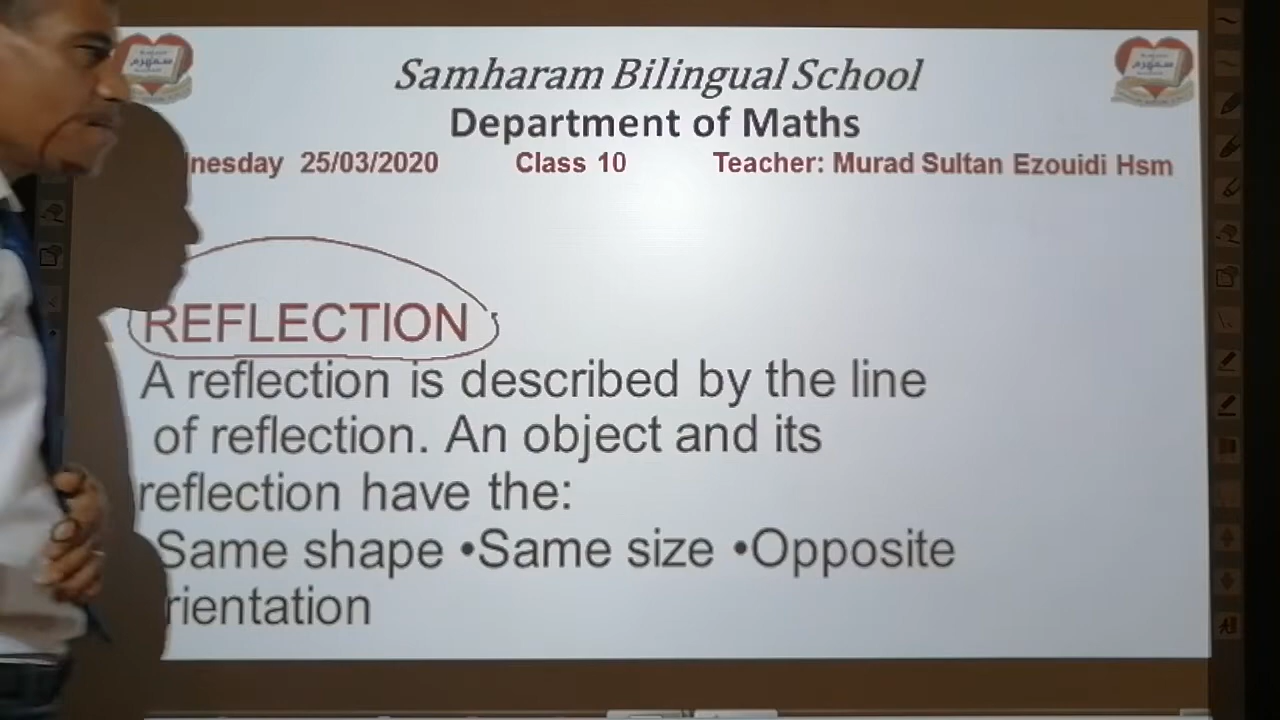 Samharam Bilingual School
Department of Maths
nesday 25/03/2020 Class 10 Teacher: Murad Sultan Ezouidi Hsm
REFLECTION
A reflection is described by the line
of reflection. An object and its
reflection have the:
Same shape •Same size •Opposite
rientation